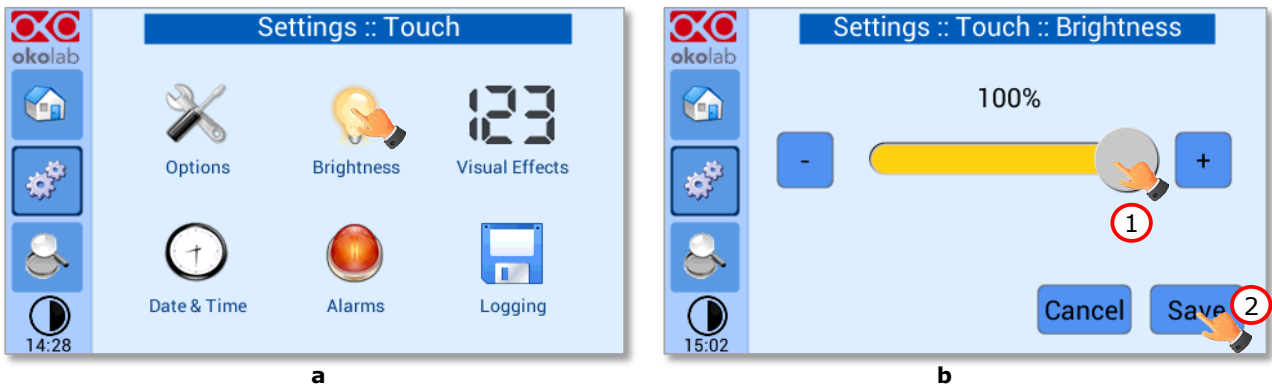 Settings :: Touch
okolab
Options
Brightness
123
Visual Effects
Date & Time
Alarms
Logging
14:28
a
Settings :: Touch :: Brightness
okolab
100%
-
+
1
Cancel
Save
2
15:02
b